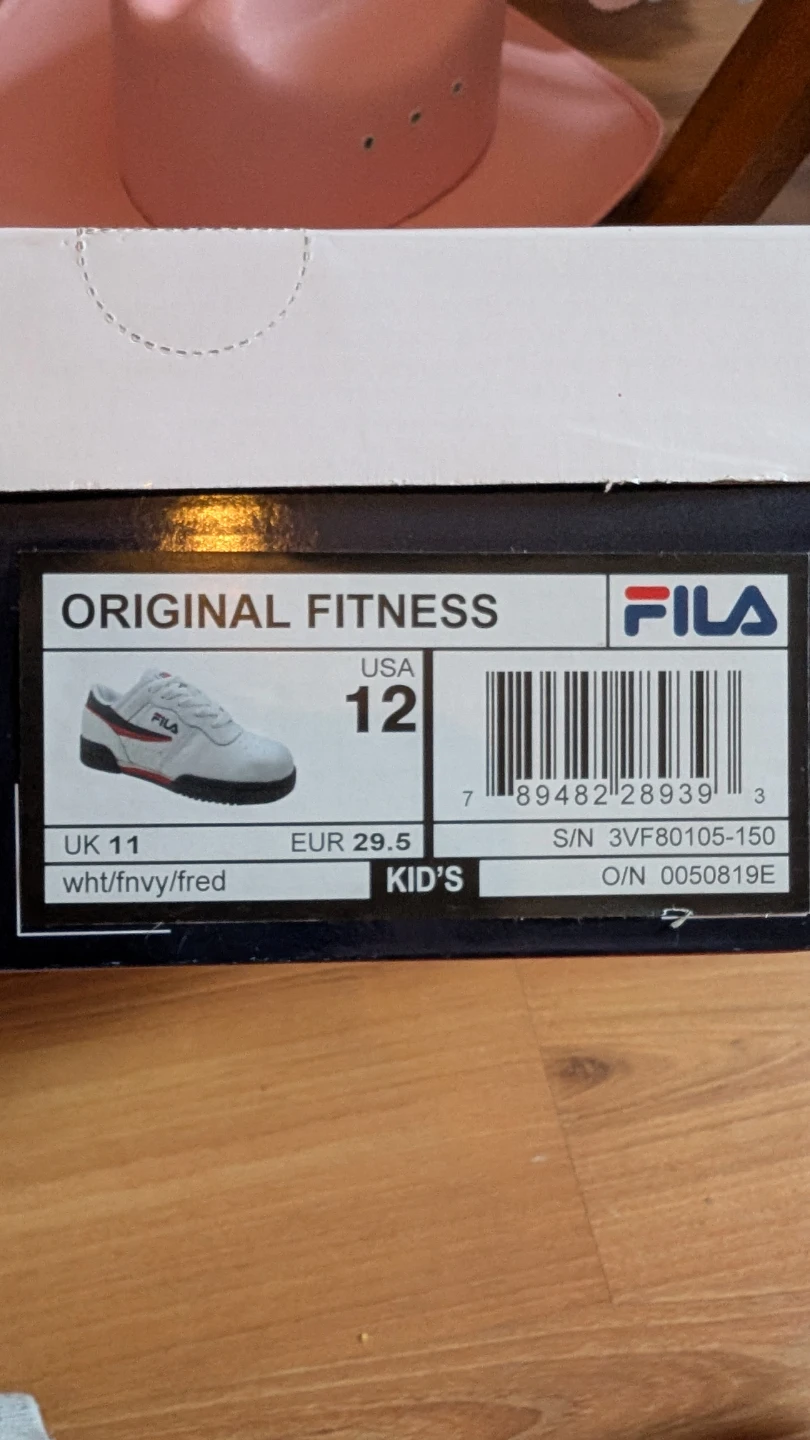 ORIGINAL FITNESS
FILA
FILA
USA
12
UK 11 EUR 29.5
wht/fnvy/fred
KID'S
7 89482 28939 3
S/N 3VF80105-150
O/N 0050819E